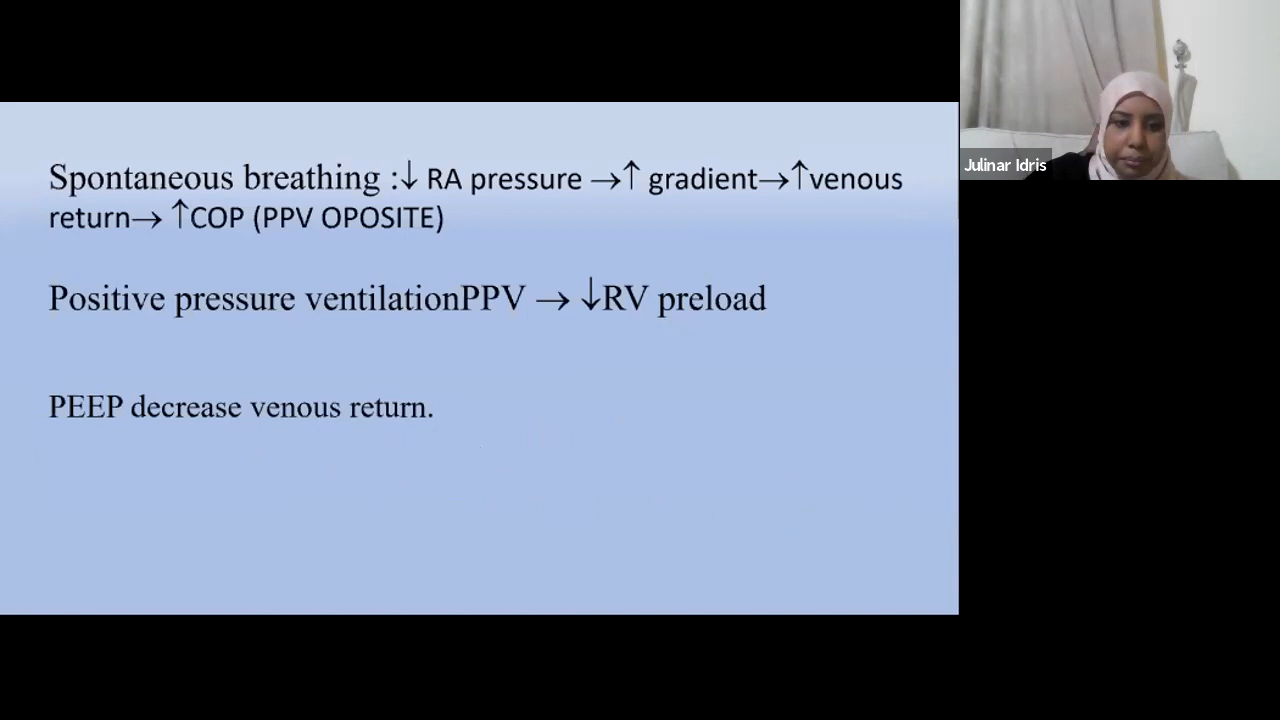 Spontaneous breathing :↓ RA pressure →↑ gradient→↑venous
return→ ↑COP (PPV OPOSITE)
Positive pressure ventilationPPV → ↓RV preload
PEEP decrease venous return.
Julinar Idris